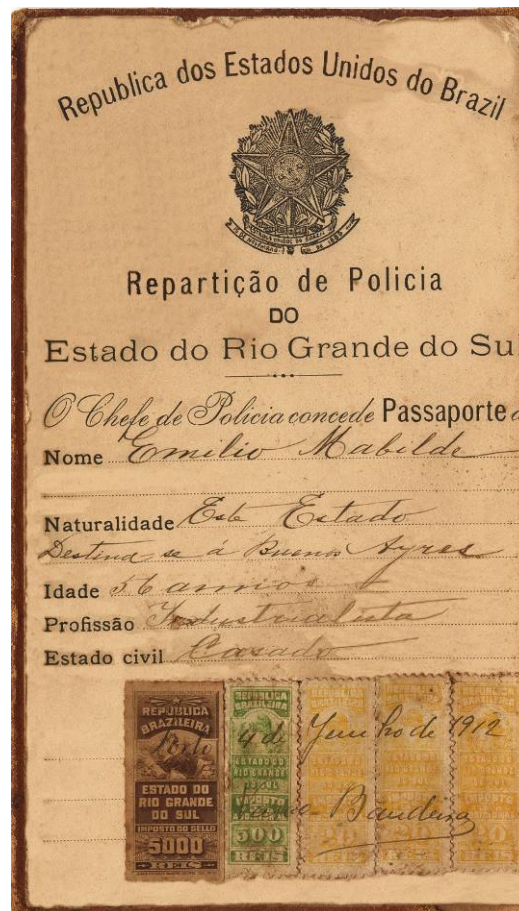 Republica dos Estados Unidos do Brazil
Repartição de Policia
DO
Estado do Rio Grande do Su
O Chefe de Policia concede Passaporte a
Nome Emilio Mabilde
Naturalidade Este Estado
Destina-se á Buenos Ayres
Idade 56 annos
Profissão Industrialista
Estado civil Casado
REPUBLICA BRAZILEIRA
ESTADO DO RIO GRANDE DO SUL
IMPOSTO DO SELLO
5000
REIS
REPUBLICA BRAZILEIRA
ESTADO DO RIO GRANDE DO SUL
IMPOSTO
500
REIS
Porto 4 de Junho de 1912
Bandeira